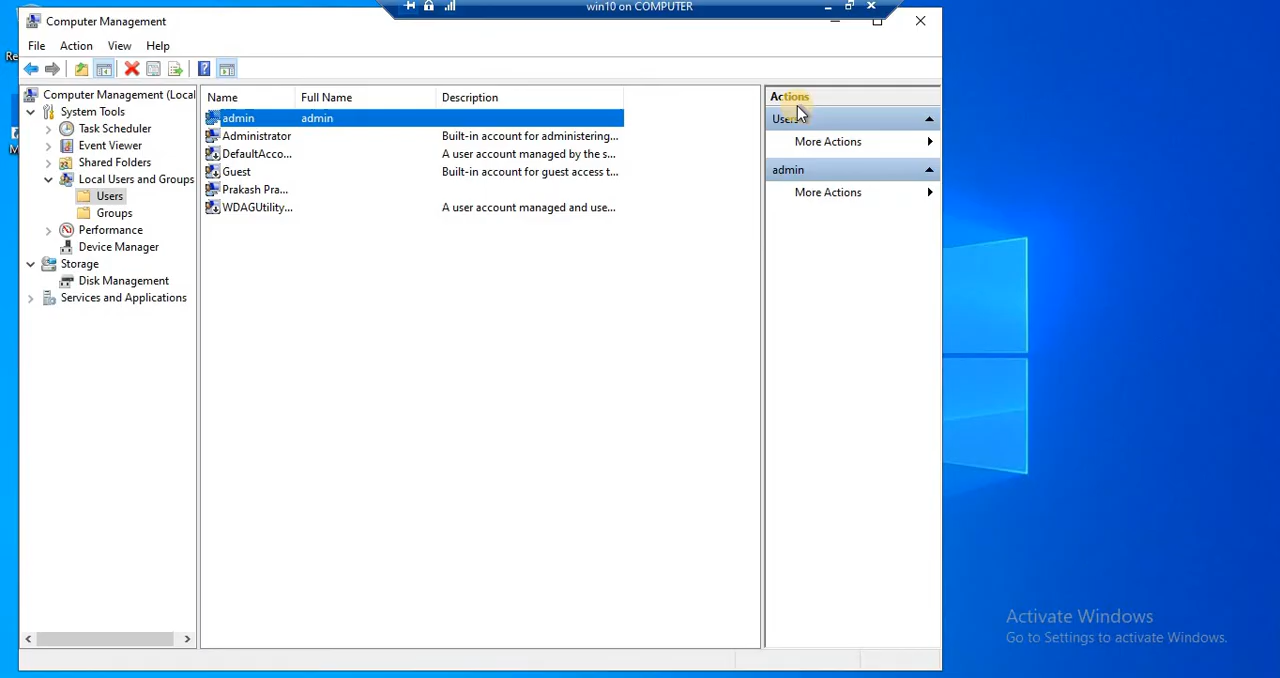 win10 on COMPUTER
Computer Management
File Action View Help
Computer Management (Local
System Tools
Task Scheduler
Event Viewer
Shared Folders
Local Users and Groups
Users
Groups
Performance
Device Manager
Storage
Disk Management
Services and Applications
Name Full Name Description
admin admin
Administrator Built-in account for administering...
DefaultAcco... A user account managed by the s...
Guest Built-in account for guest access t...
Prakash Pra...
WDAGUtility... A user account managed and use...
Actions
Users
More Actions
admin
More Actions
Activate Windows
Go to Settings to activate Windows.
Re
M